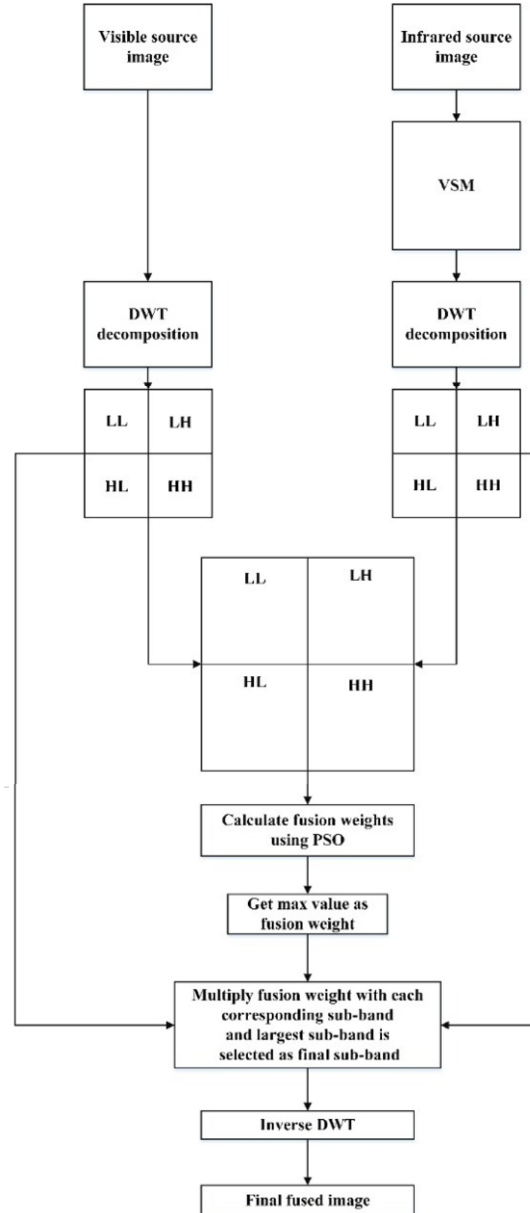 Visible source
image
Infrared source
image
VSM
DWT
decomposition
DWT
decomposition
LL LH
HL HH
LL LH
HL HH
LL LH
HL HH
Calculate fusion weights
using PSO
Get max value as
fusion weight
Multiply fusion weight with each
corresponding sub-band
and largest sub-band is
selected as final sub-band
Inverse DWT
Final fused image